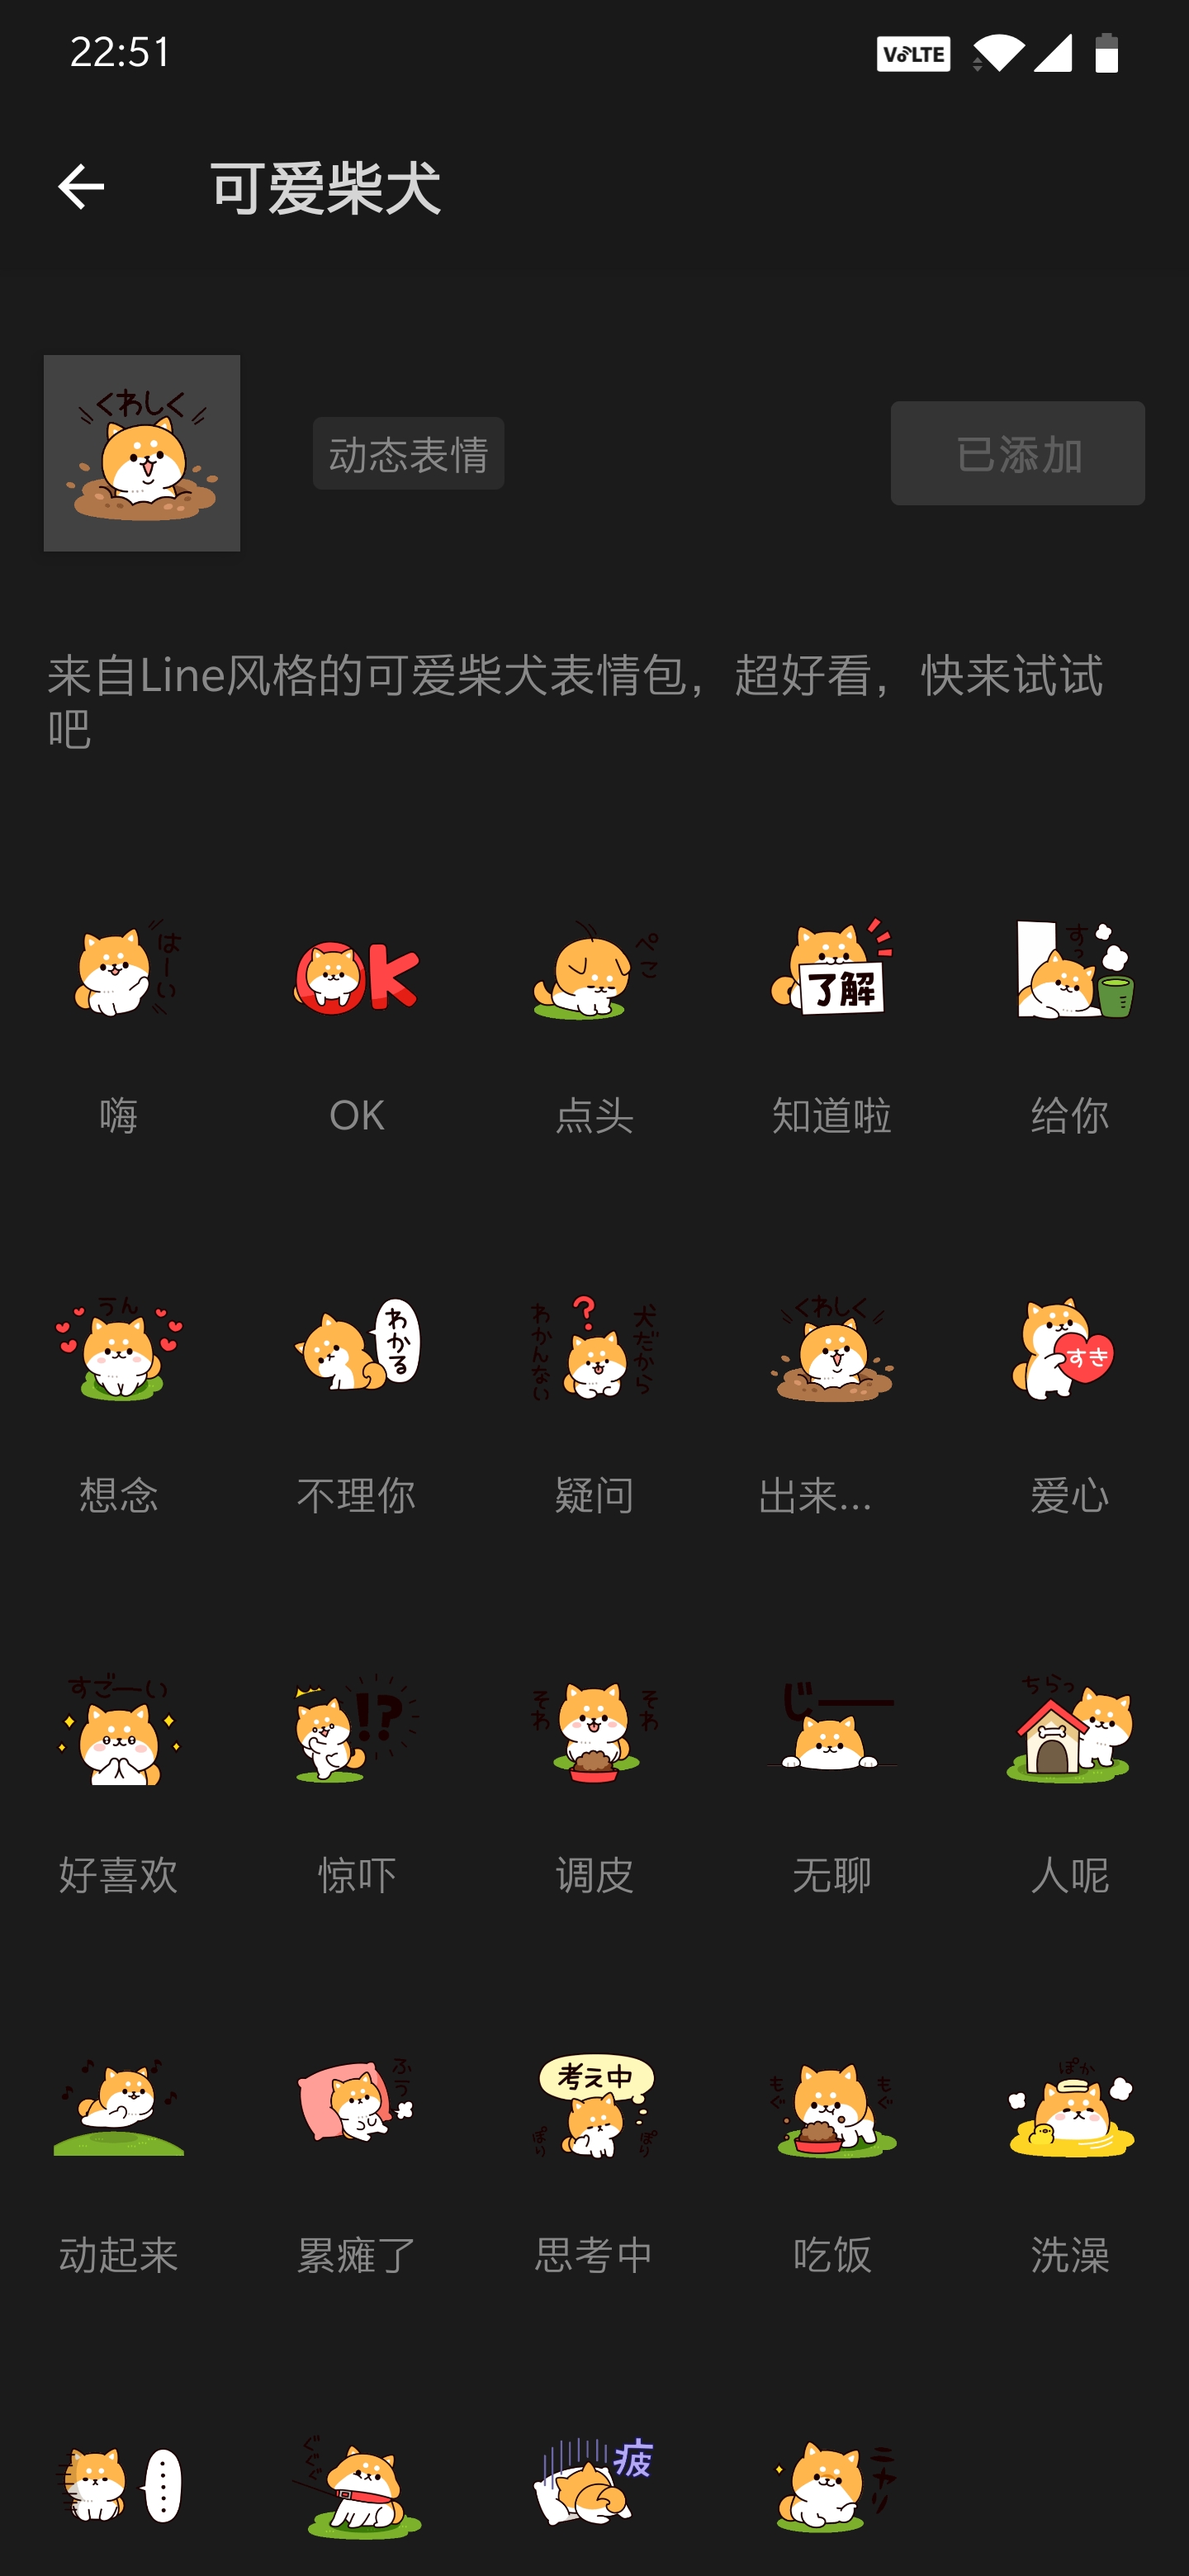 22:51
VoLTE
可爱柴犬
くわしく
动态表情
已添加
来自Line风格的可爱柴犬表情包，超好看，快来试试
吧
はーい
OK
ぺこ
了解
すっ
嗨
OK
点头
知道啦
给你
うん
わかる
わかんない
?
犬だから
くわしく
すき
想念
不理你
疑问
出来...
爱心
すごーい
!?
そわ
そわ
じー
ちらっ
好喜欢
惊吓
调皮
无聊
人呢
ふう
考え中
ぽり
ぽり
もぐ
もぐ
ぽか
动起来
累瘫了
思考中
吃饭
洗澡
ぐぐぐ
疲
ニヤリ